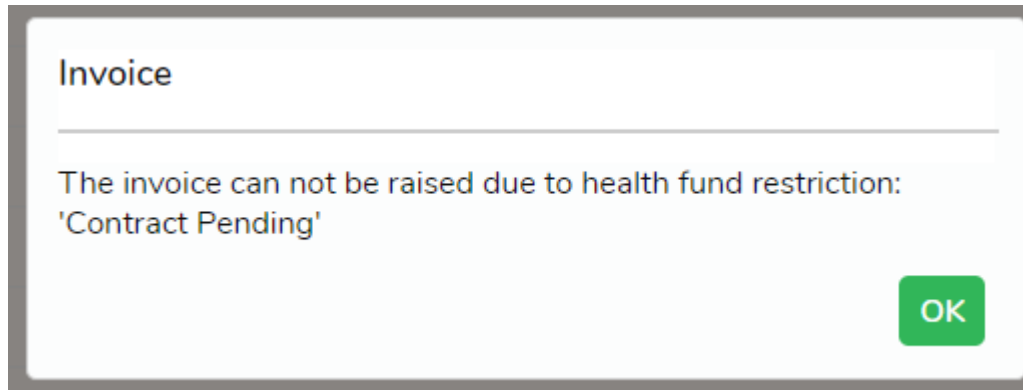 Invoice
The invoice can not be raised due to health fund restriction:
'Contract Pending'
OK